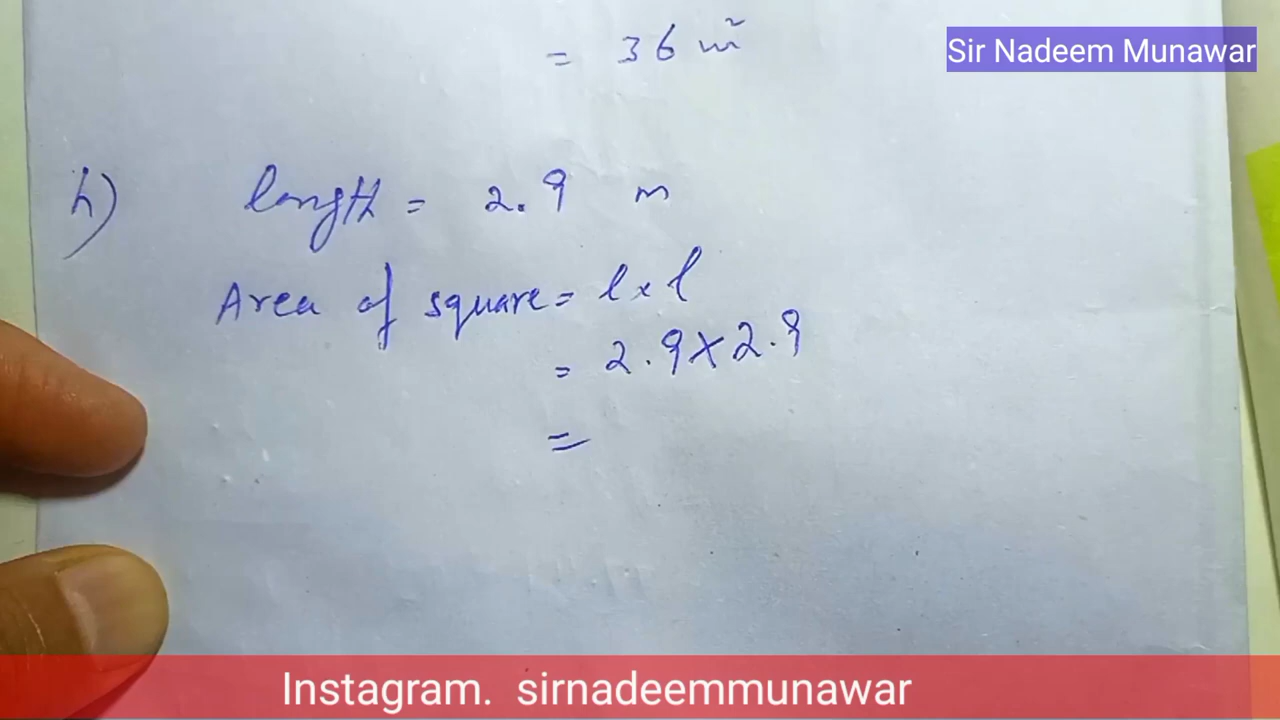 = 36 m²
Sir Nadeem Munawar
h) length = 2.9 m
Area of square = l x l
= 2.9 X 2.9
=
Instagram. sirnadeemmunawar